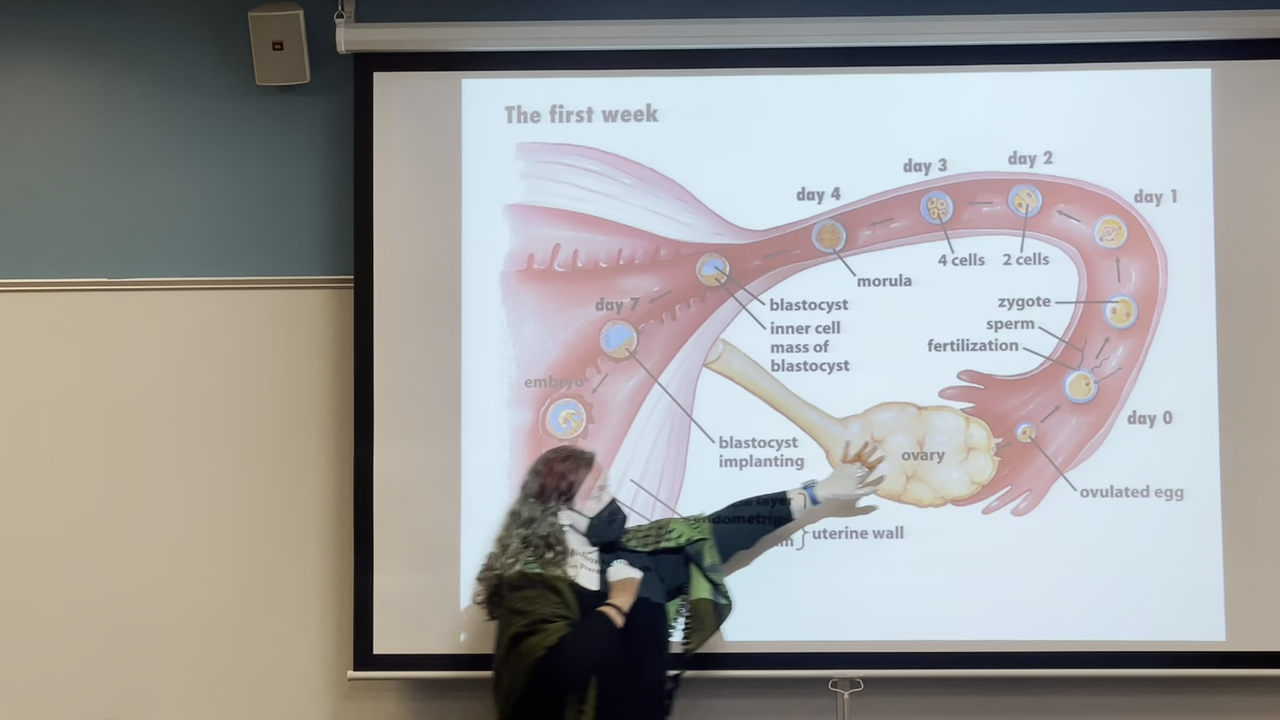 The first week
day 2
day 3
day 4
day 1
4 cells
2 cells
morula
zygote
blastocyst
day 7
sperm
inner cell
mass of
blastocyst
fertilization
embryo
day 0
blastocyst
implanting
ovary
ovulated egg
layer
uterine wall